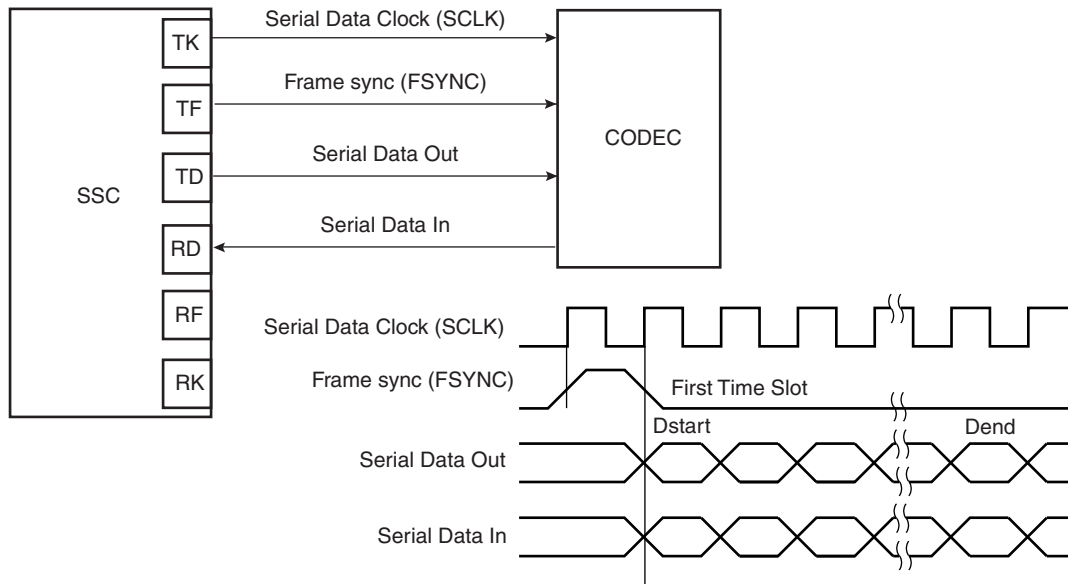 SSC
TK
TF
TD
RD
RF
RK
Serial Data Clock (SCLK)
Frame sync (FSYNC)
Serial Data Out
Serial Data In
CODEC
Serial Data Clock (SCLK)
Frame sync (FSYNC)
First Time Slot
Dstart
Dend
Serial Data Out
Serial Data In